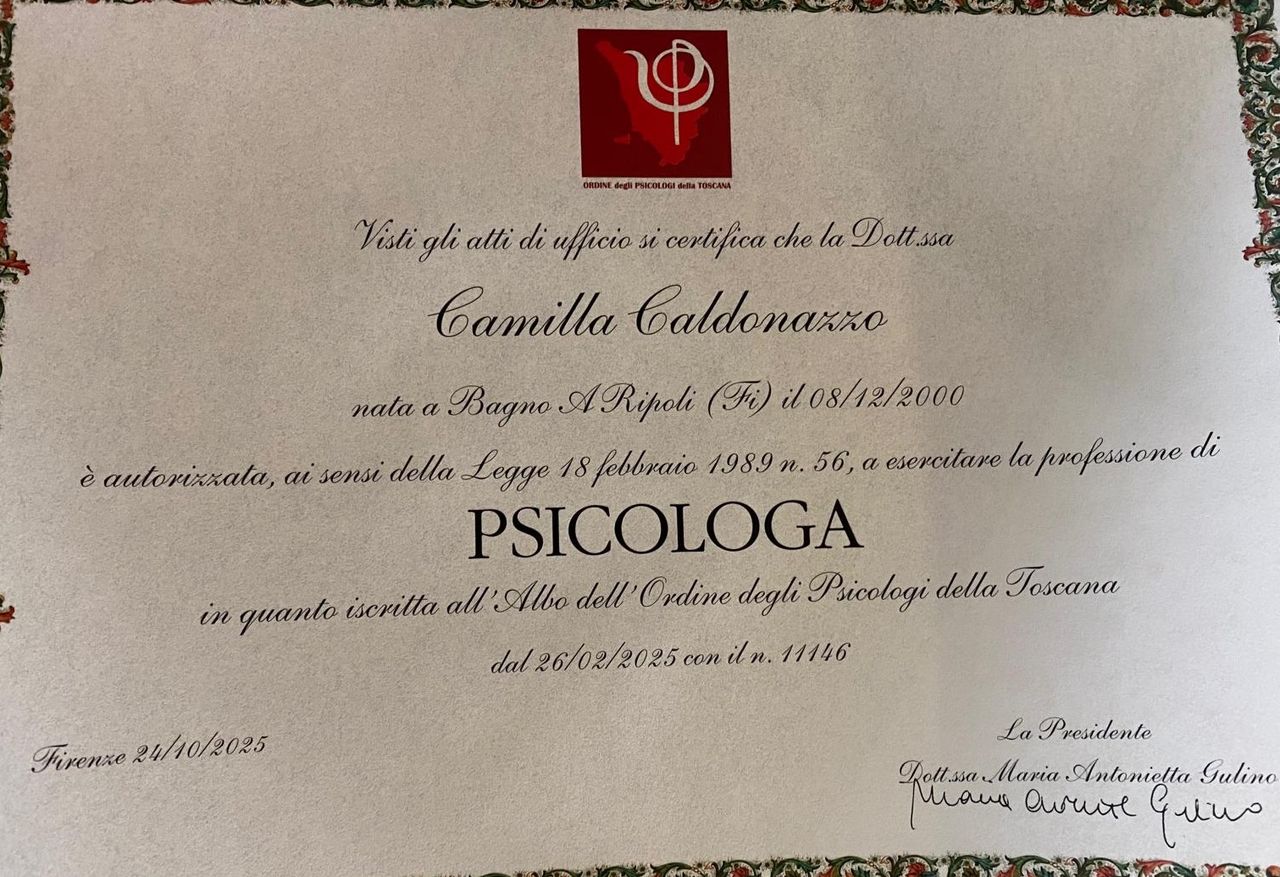 ORDINE degli PSICOLOGI della TOSCANA
Visti gli atti di ufficio si certifica che la Dott.ssa
Camilla Caldonazzo
nata a Bagno A Ripoli (Fi) il 08/12/2000
è autorizzata, ai sensi della Legge 18 febbraio 1989 n. 56, a esercitare la professione di
PSICOLOGA
in quanto iscritta all'Albo dell'Ordine degli Psicologi della Toscana
dal 26/02/2025 con il n. 11146
Firenze 24/10/2025
La Presidente
Dott.ssa Maria Antonietta Gulino